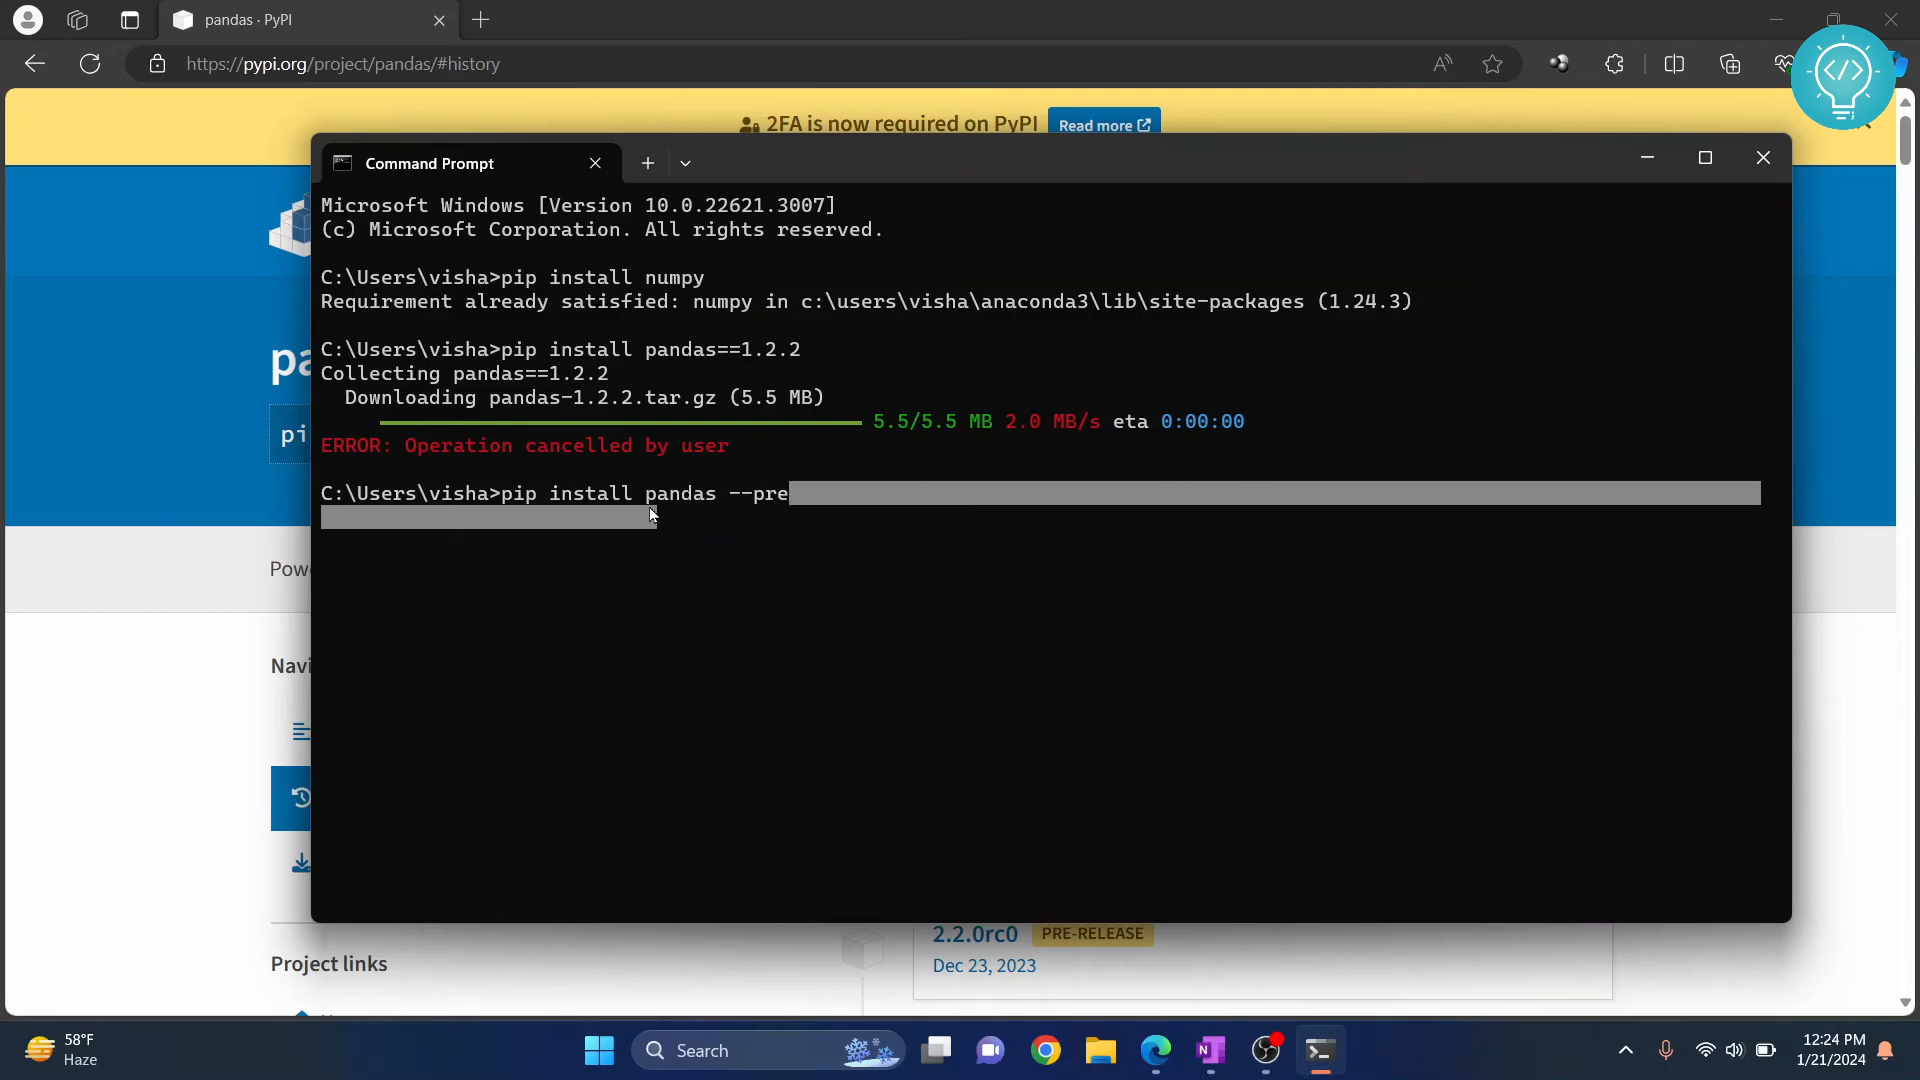 pandas · PyPI
https://pypi.org/project/pandas/#history
2FA is now required on PyPI Read more
Command Prompt
Microsoft Windows [Version 10.0.22621.3007]
(c) Microsoft Corporation. All rights reserved.
C:\Users\visha>pip install numpy
Requirement already satisfied: numpy in c:\users\visha\anaconda3\lib\site-packages (1.24.3)
C:\Users\visha>pip install pandas==1.2.2
Collecting pandas==1.2.2
Downloading pandas-1.2.2.tar.gz (5.5 MB)
5.5/5.5 MB 2.0 MB/s eta 0:00:00
ERROR: Operation cancelled by user
C:\Users\visha>pip install pandas --pre
pa
pi
Pow
Navi
Project links
2.2.0rc0 PRE-RELEASE
Dec 23, 2023
58°F
Haze
Search
12:24 PM
1/21/2024